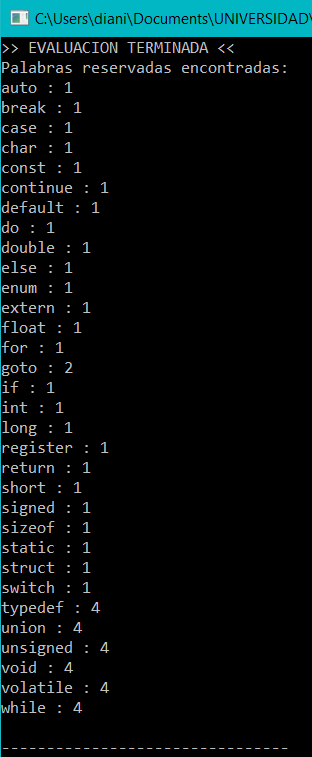 C:\Users\diani\Documents\UNIVERSIDAD\
>> EVALUACION TERMINADA <<
Palabras reservadas encontradas:
auto : 1
break : 1
case : 1
char : 1
const : 1
continue : 1
default : 1
do : 1
double : 1
else : 1
enum : 1
extern : 1
float : 1
for : 1
goto : 2
if : 1
int : 1
long : 1
register : 1
return : 1
short : 1
signed : 1
sizeof : 1
static : 1
struct : 1
switch : 1
typedef : 4
union : 4
unsigned : 4
void : 4
volatile : 4
while : 4
--------------------------------